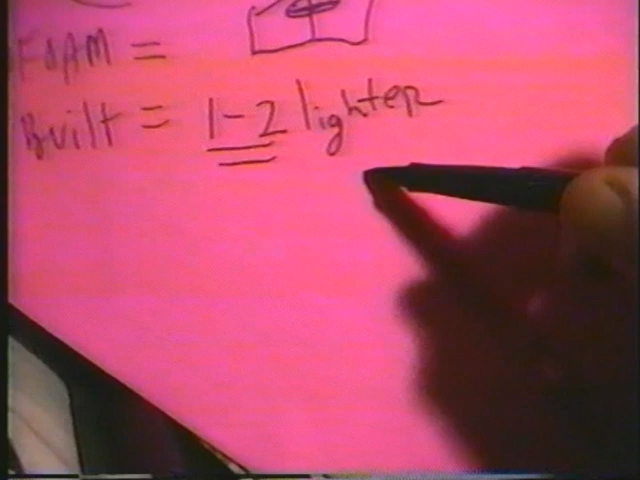 FOAM =
Built = 1-2 lighter